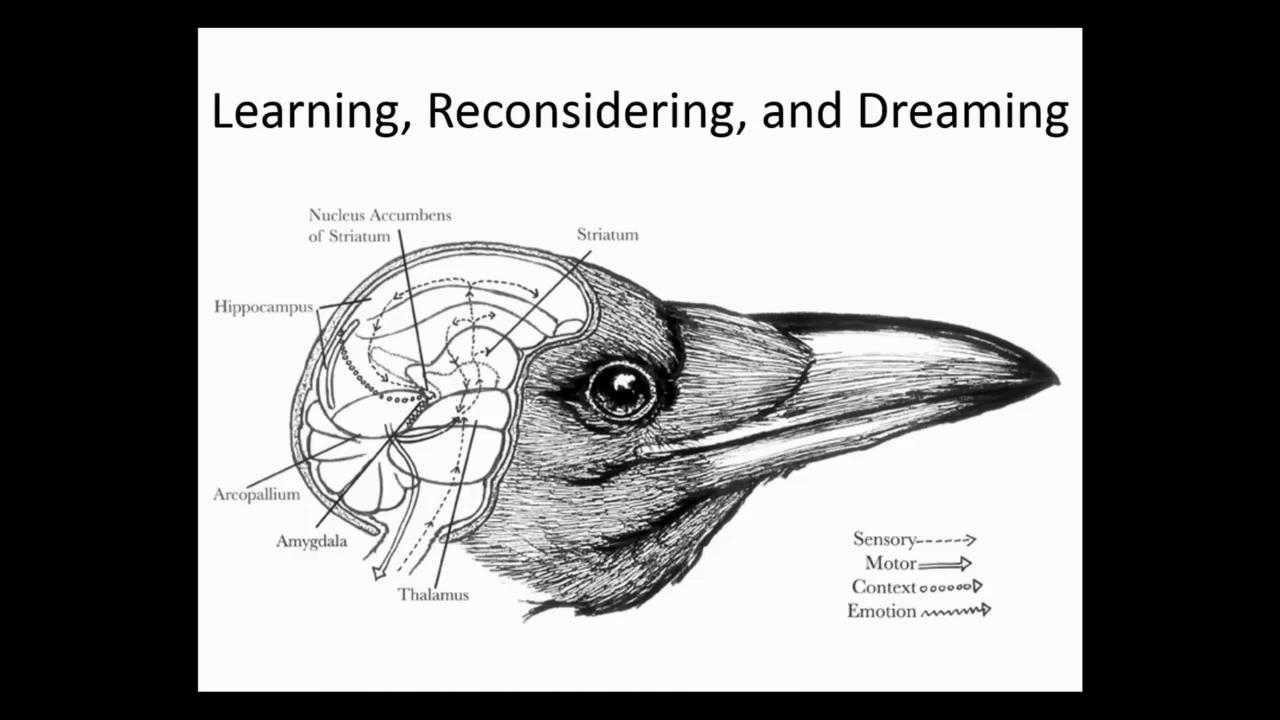 Learning, Reconsidering, and Dreaming
Nucleus Accumbens
of Striatum
Striatum
Hippocampus
Arcopallium
Amygdala
Thalamus
Sensory
Motor
Context
Emotion